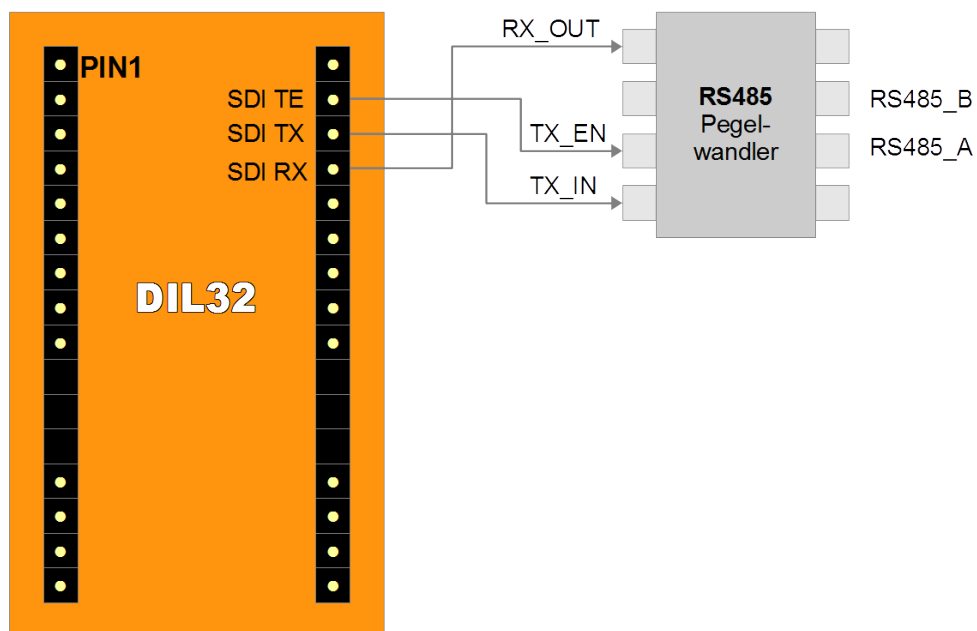 PIN1
SDI TE
SDI TX
SDI RX
DIL32
RX_OUT
TX_EN
TX_IN
RS485
Pegel-
wandler
RS485_B
RS485_A